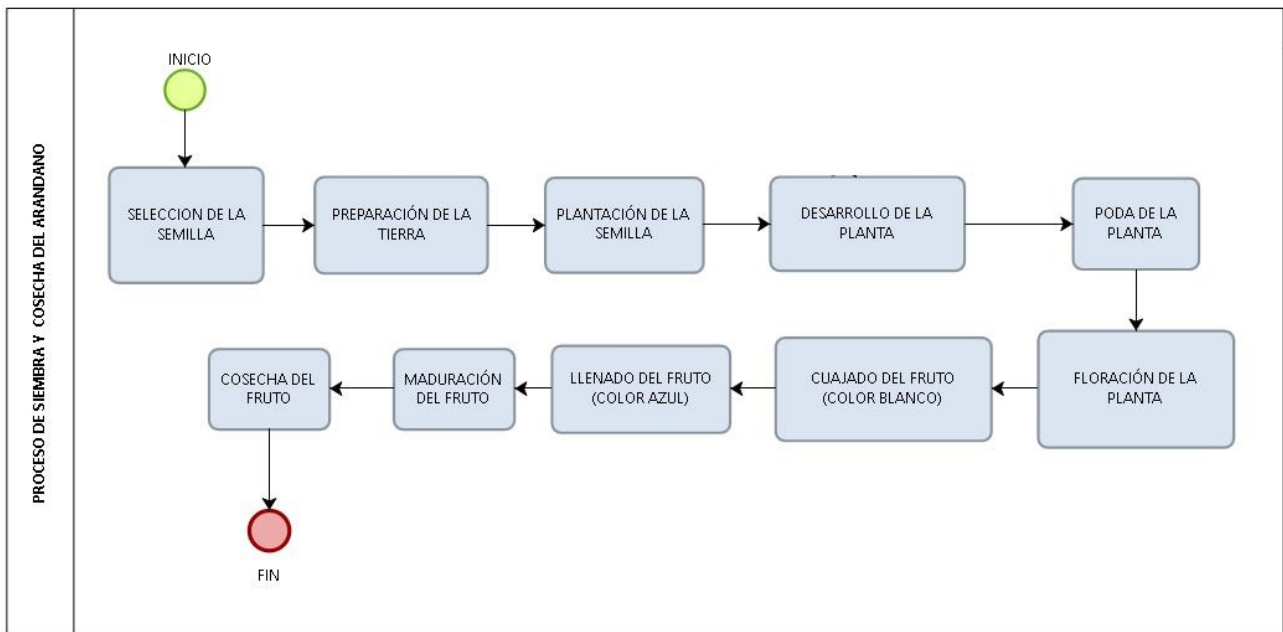 PROCESO DE SIEMBRA Y COSECHA DEL ARANDANO
INICIO
SELECCION DE LA
SEMILLA
PREPARACIÓN DE LA
TIERRA
PLANTACIÓN DE LA
SEMILLA
DESARROLLO DE LA
PLANTA
PODA DE LA
PLANTA
FLORACIÓN DE LA
PLANTA
CUAJADO DEL FRUTO
(COLOR BLANCO)
LLENADO DEL FRUTO
(COLOR AZUL)
MADURACIÓN
DEL FRUTO
COSECHA DEL
FRUTO
FIN